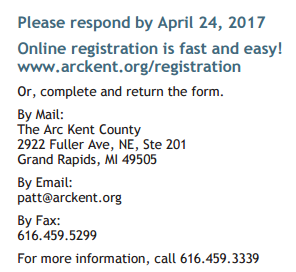 Please respond by April 24, 2017
Online registration is fast and easy!
www.arckent.org/registration
Or, complete and return the form.
By Mail:
The Arc Kent County
2922 Fuller Ave, NE, Ste 201
Grand Rapids, MI 49505
By Email:
patt@arckent.org
By Fax:
616.459.5299
For more information, call 616.459.3339